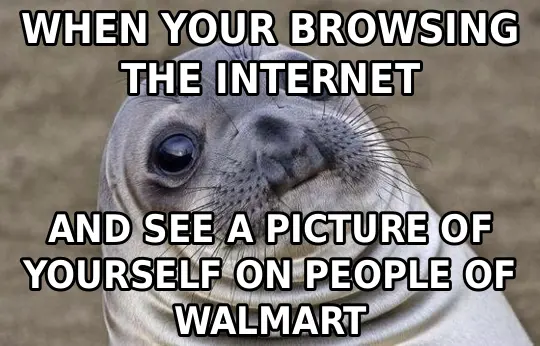 WHEN YOUR BROWSING
THE INTERNET
AND SEE A PICTURE OF
YOURSELF ON PEOPLE OF
WALMART